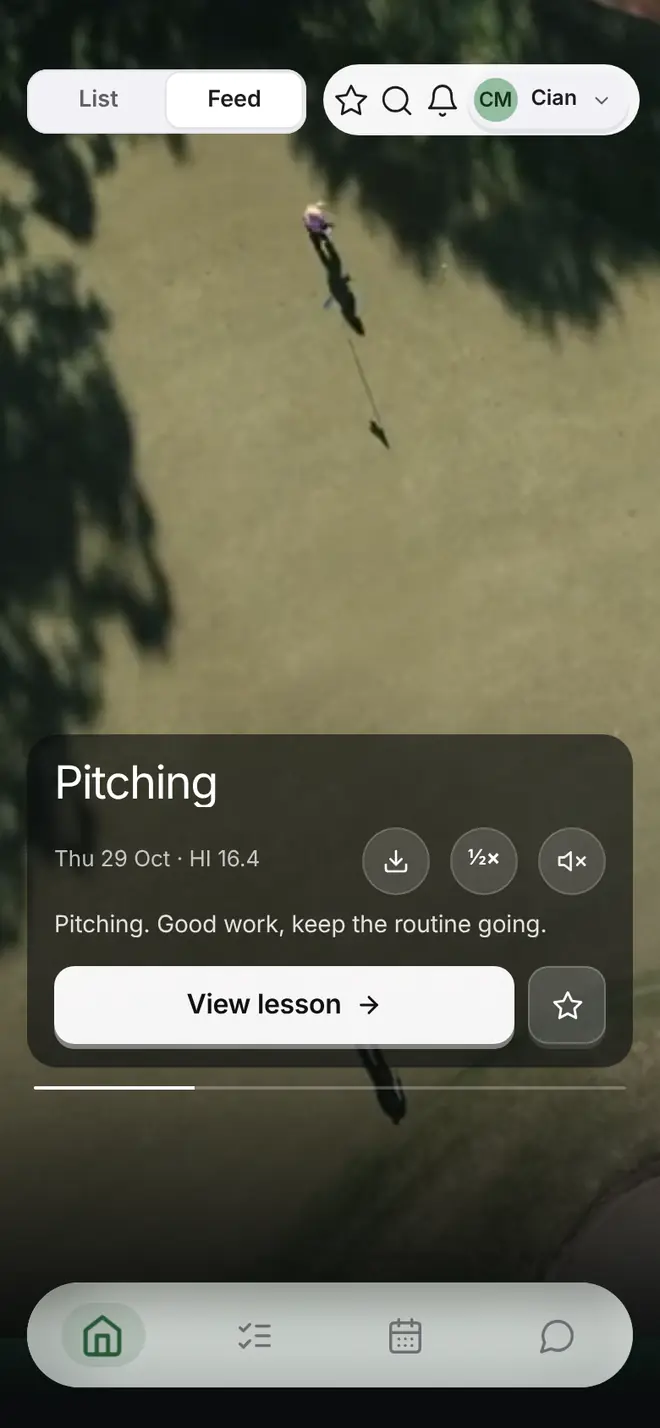 List
Feed
CM
Cian
Pitching
Thu 29 Oct · HI 16.4
½×
Pitching. Good work, keep the routine going.
View lesson →